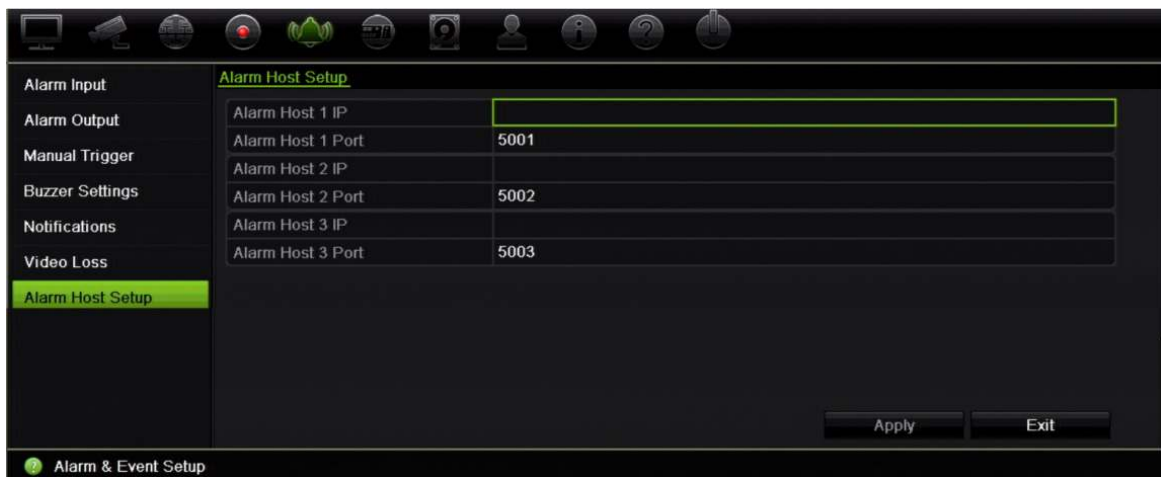 Alarm Input
Alarm Output
Manual Trigger
Buzzer Settings
Notifications
Video Loss
Alarm Host Setup
Alarm Host Setup
Alarm Host 1 IP
Alarm Host 1 Port 5001
Alarm Host 2 IP
Alarm Host 2 Port 5002
Alarm Host 3 IP
Alarm Host 3 Port 5003
Apply Exit
? Alarm & Event Setup